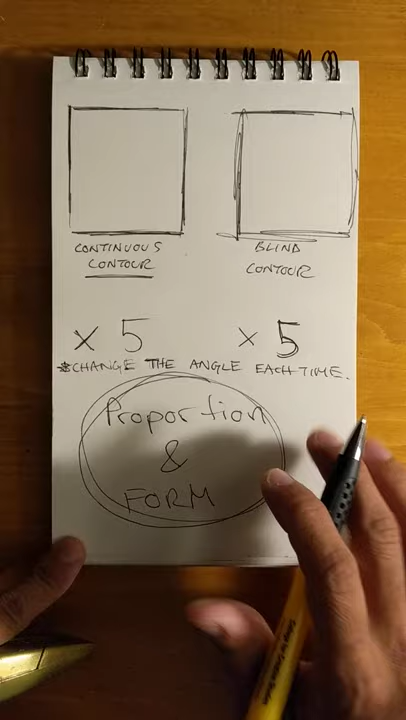 CONTINUOUS
CONTOUR
BLIND
CONTOUR
× 5
× 5
*CHANGE THE ANGLE EACH TIME.
Proportion
&
FORM